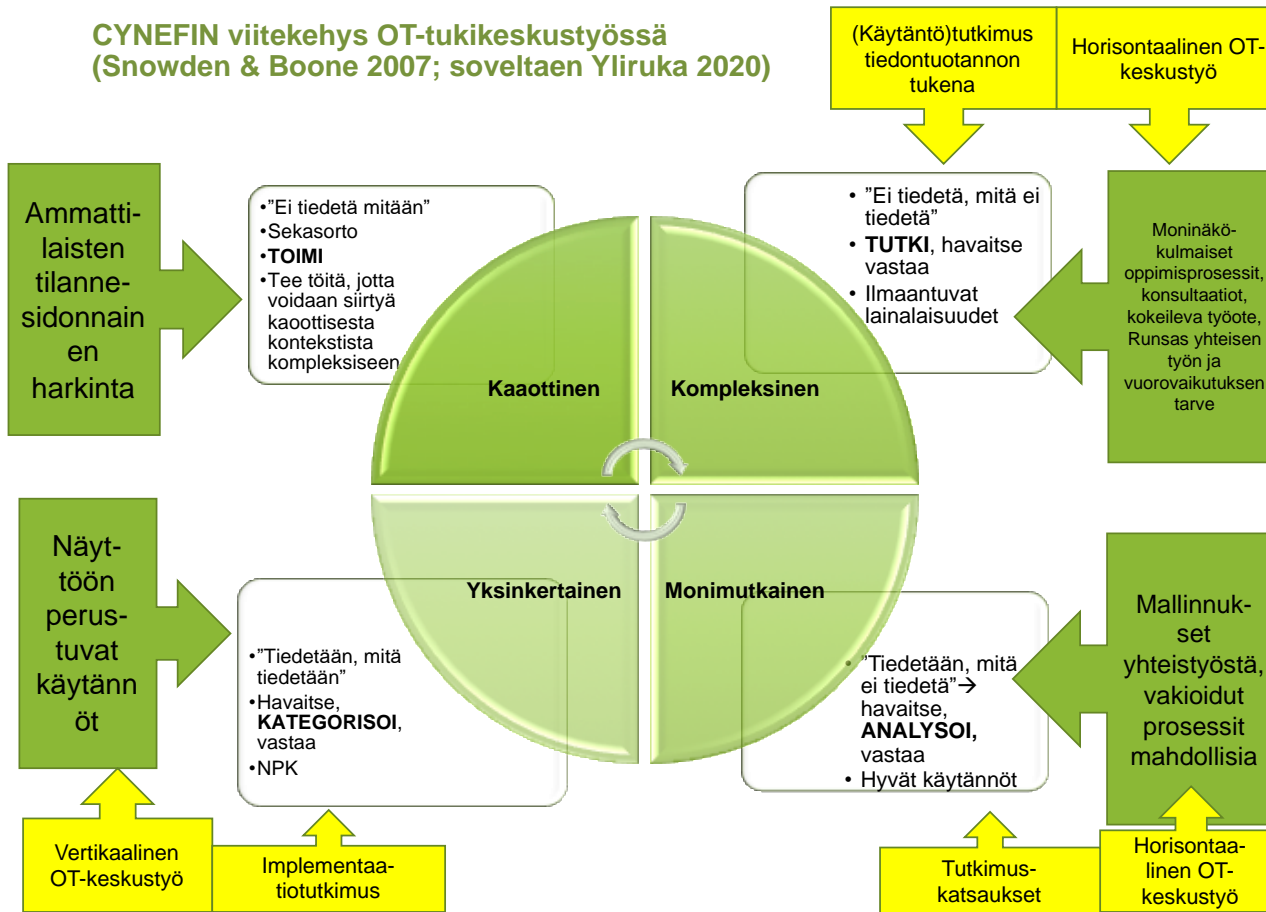 CYNEFIN viitekehys OT-tukikeskustyössä
(Snowden & Boone 2007; soveltaen Yliruka 2020)
(Käytäntö)tutkimus
tiedontuotannon
tukena
Horisontaalinen OT-
keskustyö
Ammatti-
laisten
tilanne-
sidonnain
en
harkinta
•"Ei tiedetä mitään"
•Sekasorto
•TOIMI
•Tee töitä, jotta
voidaan siirtyä
kaoottisesta
kontekstista
kompleksiseen
Kaaottinen
Kompleksinen
• "Ei tiedetä, mitä ei
tiedetä"
• TUTKI, havaitse
vastaa
• Ilmaantuvat
lainalaisuudet
Moninäkö-
kulmaiset
oppimisprosessit,
konsultaatiot,
kokeileva työote,
Runsas yhteisen
työn ja
vuorovaikutuksen
tarve
Näyt-
töön
perus-
tuvat
käytänn
öt
•"Tiedetään, mitä
tiedetään"
•Havaitse,
KATEGORISOI,
vastaa
•NPK
Yksinkertainen
Monimutkainen
• "Tiedetään, mitä
ei tiedetä"→
havaitse,
ANALYSOI,
vastaa
• Hyvät käytännöt
Mallinnuk-
set
yhteistyöstä,
vakioidut
prosessit
mahdollisia
Vertikaalinen
OT-keskustyö
Implementaa-
tiotutkimus
Tutkimus-
katsaukset
Horisontaa-
linen OT-
keskustyö